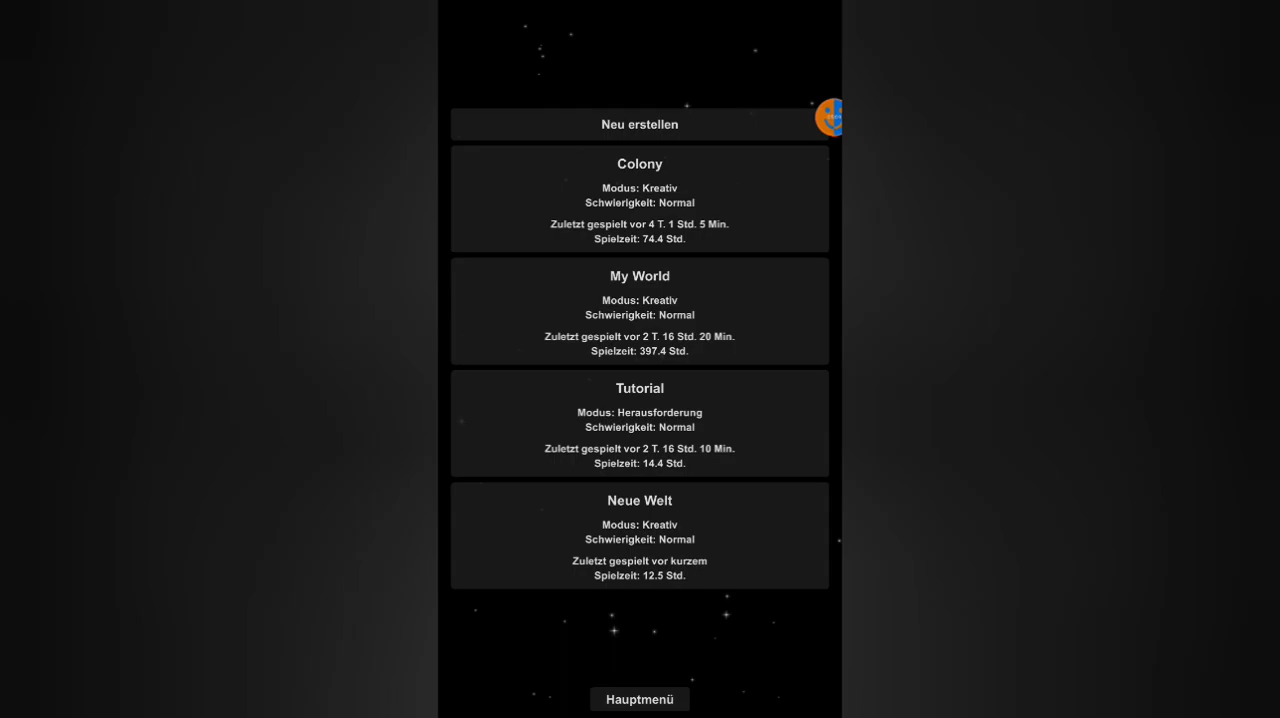 Neu erstellen
Colony
Modus: Kreativ
Schwierigkeit: Normal
Zuletzt gespielt vor 4 T. 1 Std. 5 Min.
Spielzeit: 74.4 Std.
My World
Modus: Kreativ
Schwierigkeit: Normal
Zuletzt gespielt vor 2 T. 16 Std. 20 Min.
Spielzeit: 397.4 Std.
Tutorial
Modus: Herausforderung
Schwierigkeit: Normal
Zuletzt gespielt vor 2 T. 16 Std. 10 Min.
Spielzeit: 14.4 Std.
Neue Welt
Modus: Kreativ
Schwierigkeit: Normal
Zuletzt gespielt vor kurzem
Spielzeit: 12.5 Std.
Hauptmenü